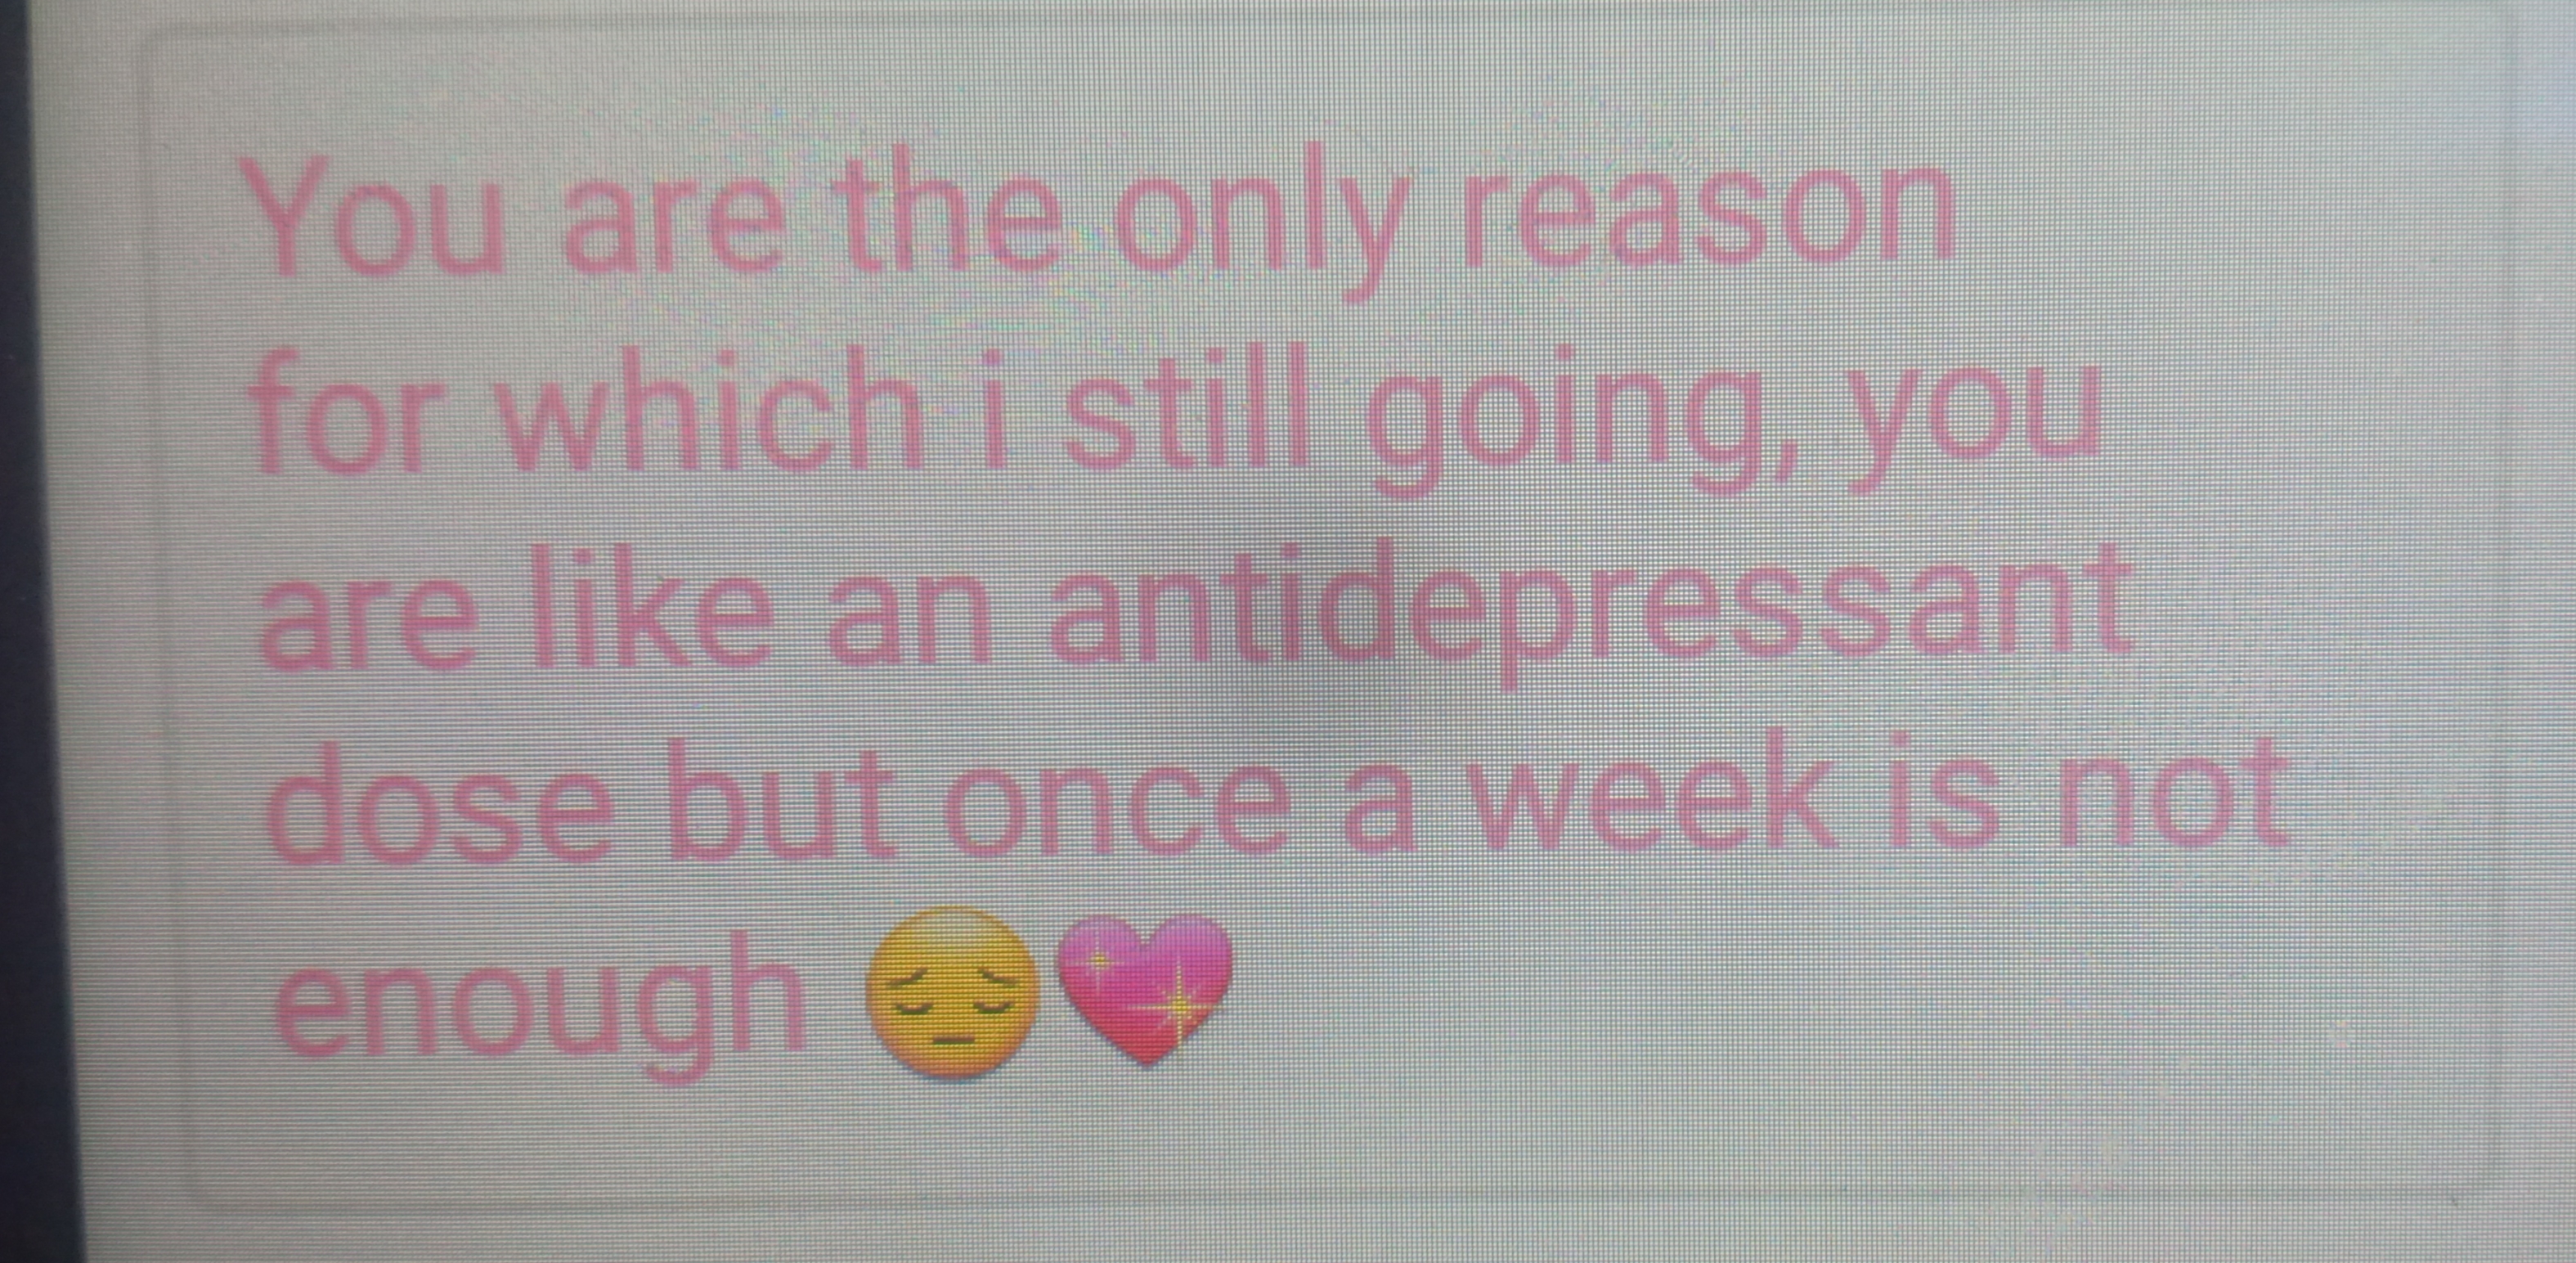 You are the only reason
for which i still going, you
are like an antidepressant
dose but once a week is not
enough 😔💖